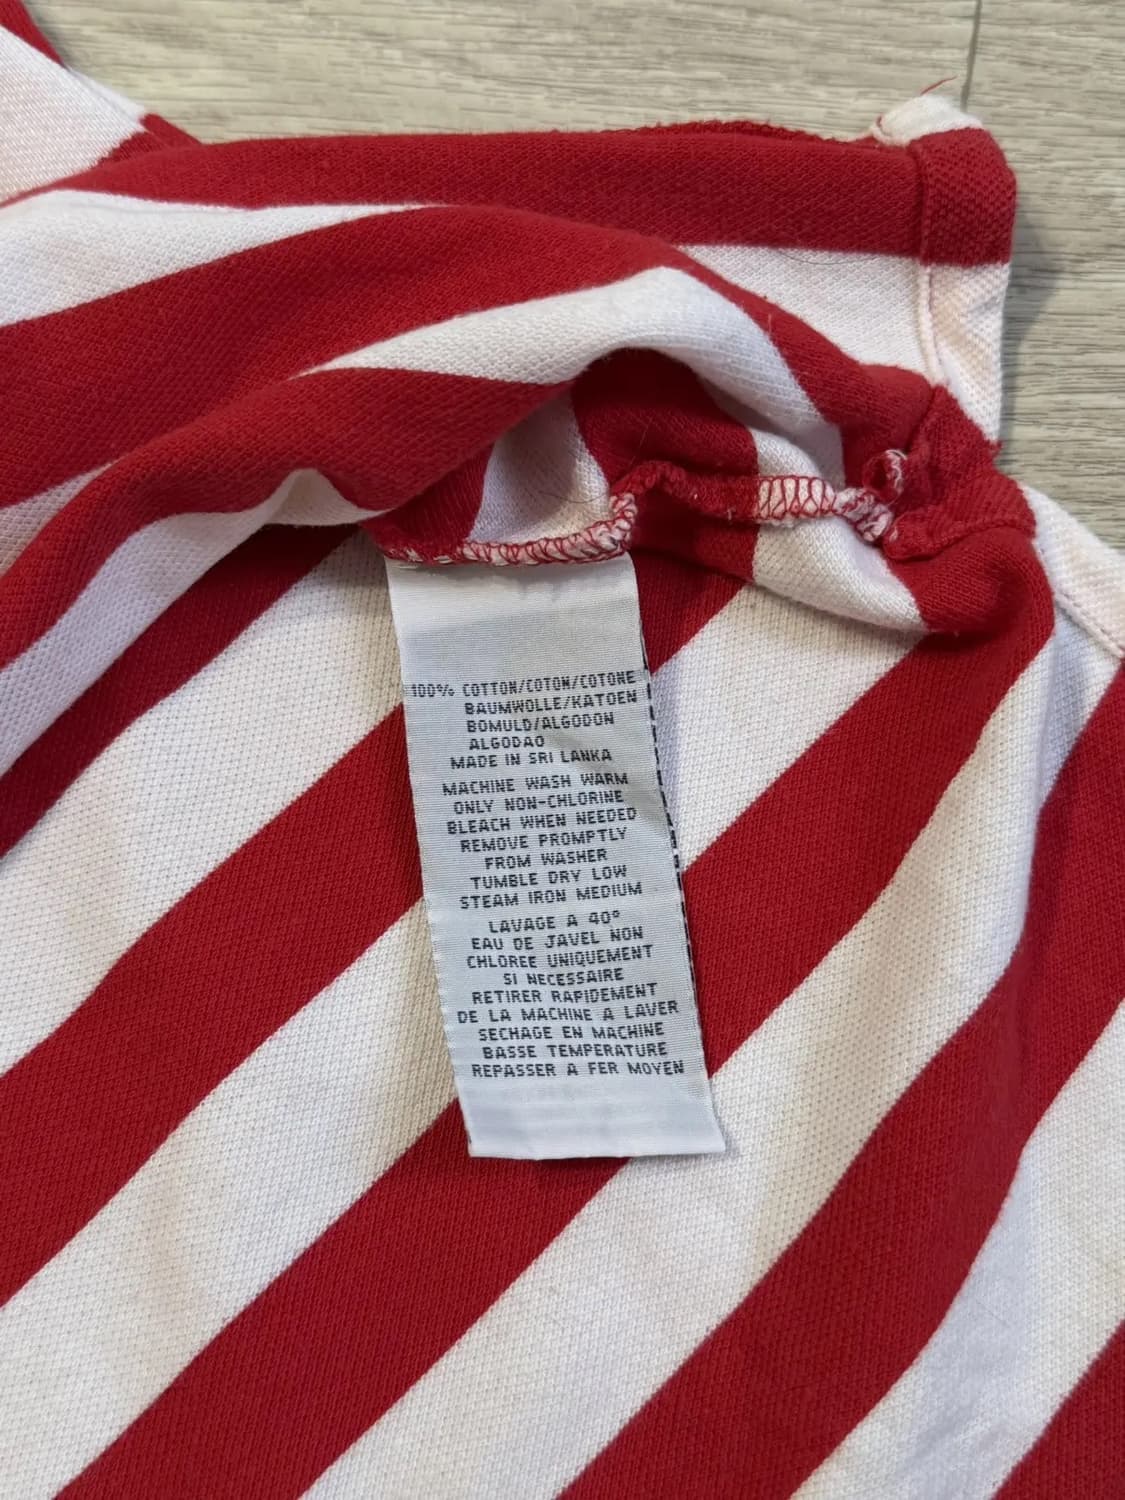 100% COTTON/COTON/COTONE
BAUMWOLLE/KATOEN
BOMULD/ALGODON
ALGODAO
MADE IN SRI LANKA
MACHINE WASH WARM
ONLY NON-CHLORINE
BLEACH WHEN NEEDED
REMOVE PROMPTLY
FROM WASHER
TUMBLE DRY LOW
STEAM IRON MEDIUM
LAVAGE A 40°
EAU DE JAVEL NON
CHLOREE UNIQUEMENT
SI NECESSAIRE
RETIRER RAPIDEMENT
DE LA MACHINE A LAVER
SECHAGE EN MACHINE
BASSE TEMPERATURE
REPASSER A FER MOYEN